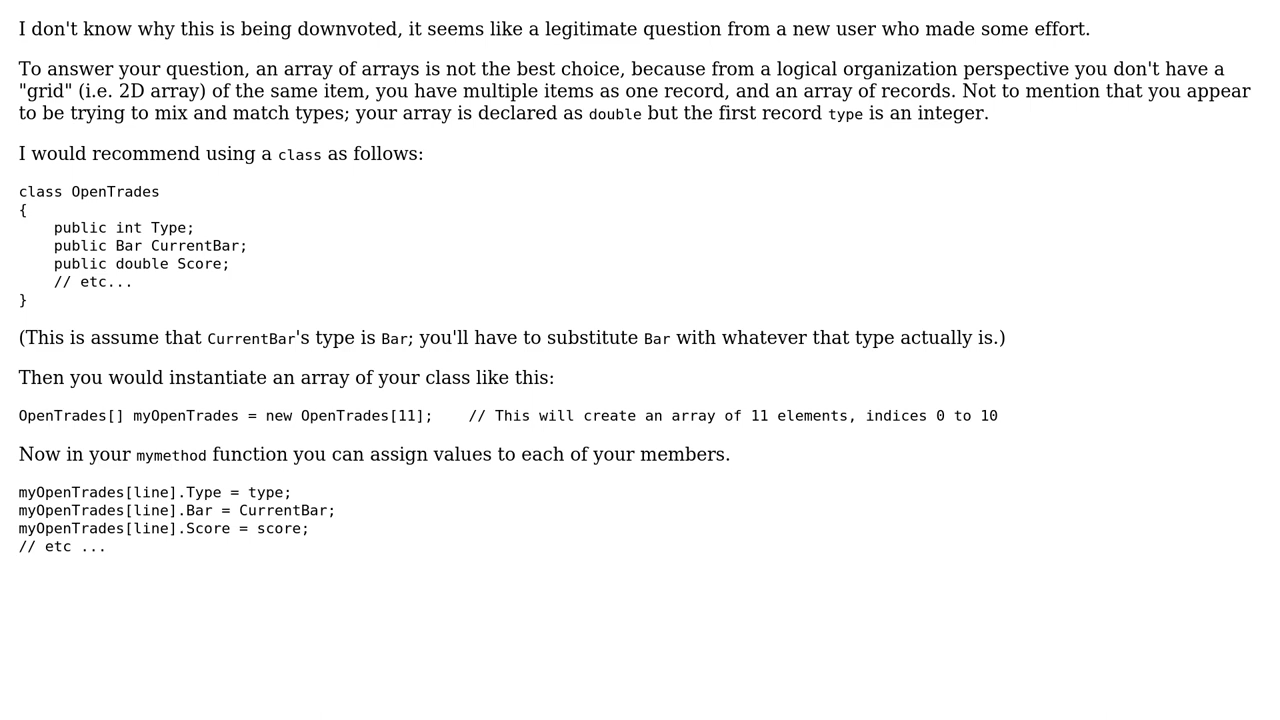 I don't know why this is being downvoted, it seems like a legitimate question from a new user who made some effort.
To answer your question, an array of arrays is not the best choice, because from a logical organization perspective you don't have a
"grid" (i.e. 2D array) of the same item, you have multiple items as one record, and an array of records. Not to mention that you appear
to be trying to mix and match types; your array is declared as double but the first record type is an integer.
I would recommend using a class as follows:
class OpenTrades
{
    public int Type;
    public Bar CurrentBar;
    public double Score;
    // etc...
}
(This is assume that CurrentBar's type is Bar; you'll have to substitute Bar with whatever that type actually is.)
Then you would instantiate an array of your class like this:
OpenTrades[] myOpenTrades = new OpenTrades[11];    // This will create an array of 11 elements, indices 0 to 10
Now in your mymethod function you can assign values to each of your members.
myOpenTrades[line].Type = type;
myOpenTrades[line].Bar = CurrentBar;
myOpenTrades[line].Score = score;
// etc ...